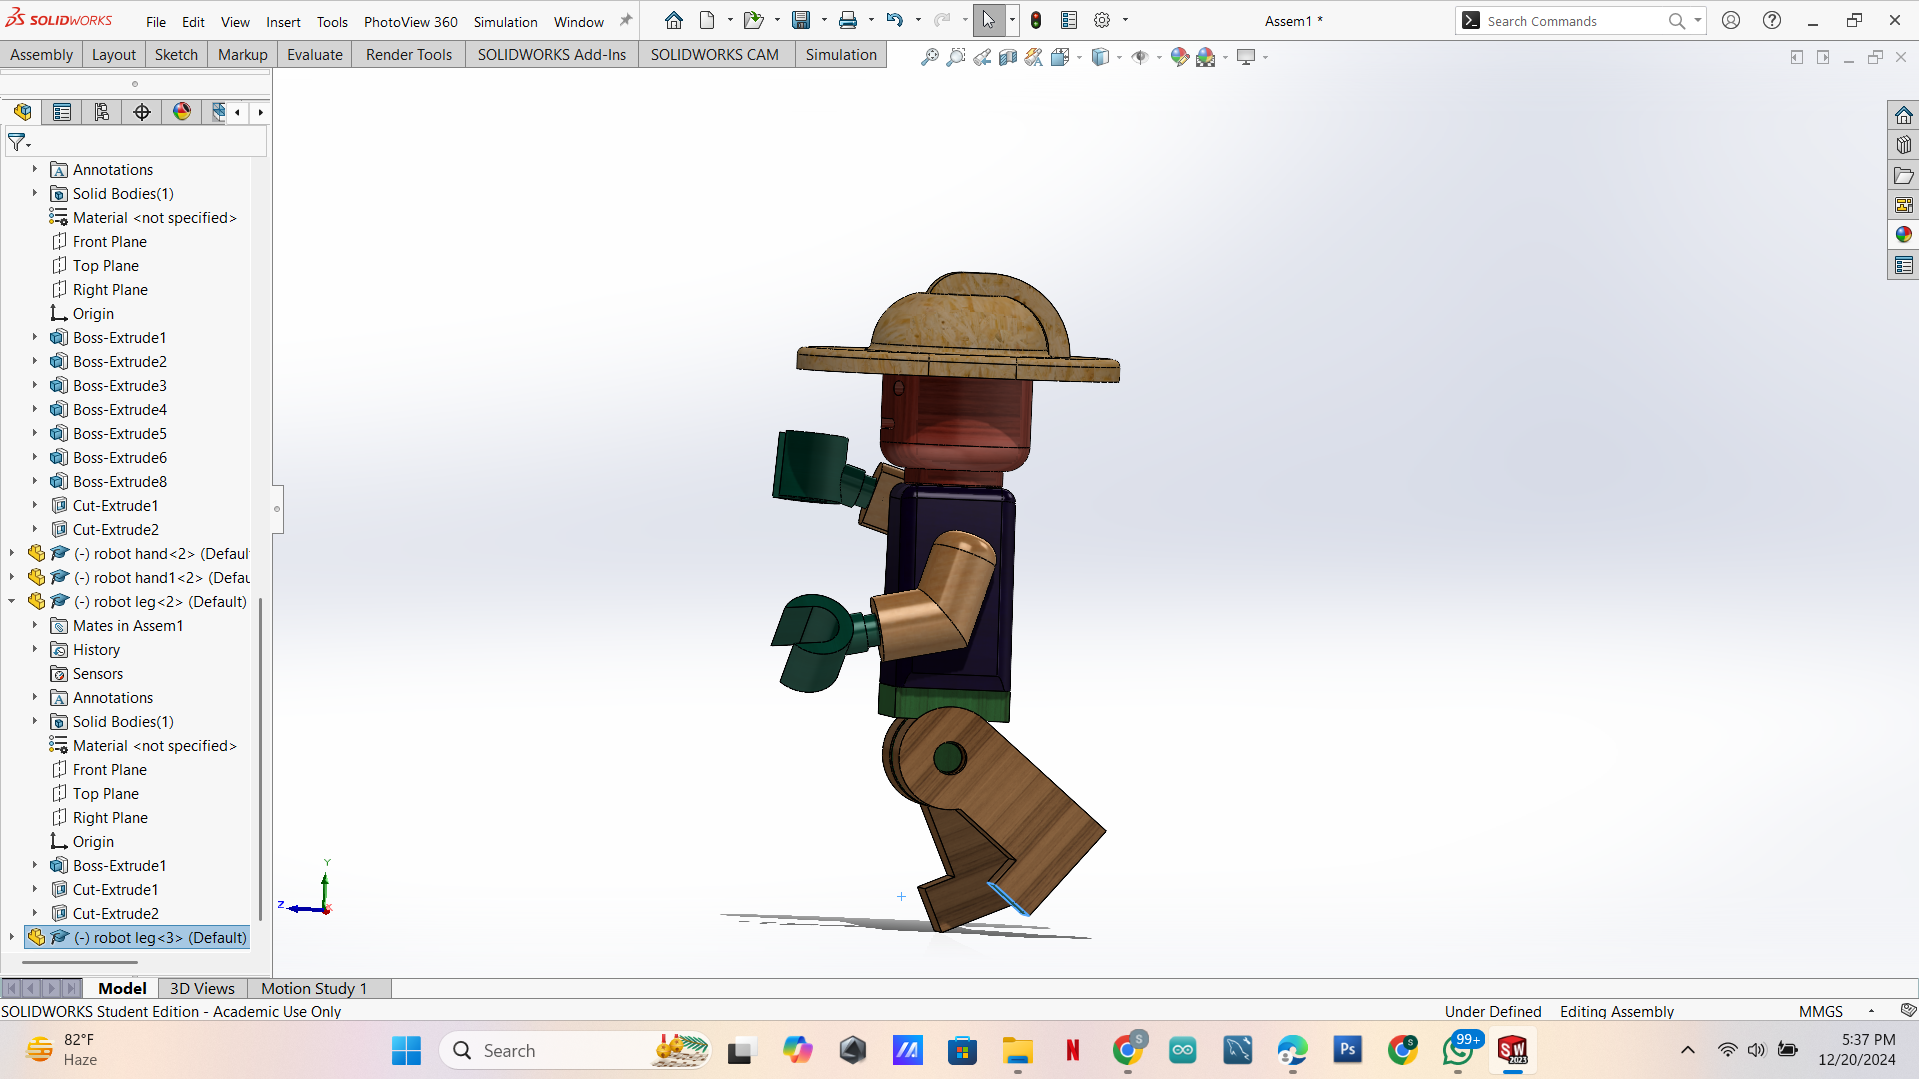 SOLIDWORKS File Edit View Insert Tools PhotoView 360 Simulation Window Assem1 * Search Commands
Assembly Layout Sketch Markup Evaluate Render Tools SOLIDWORKS Add-Ins SOLIDWORKS CAM Simulation
Annotations
Solid Bodies(1)
Material <not specified>
Front Plane
Top Plane
Right Plane
Origin
Boss-Extrude1
Boss-Extrude2
Boss-Extrude3
Boss-Extrude4
Boss-Extrude5
Boss-Extrude6
Boss-Extrude8
Cut-Extrude1
Cut-Extrude2
(-) robot hand<2> (Defaul
(-) robot hand1<2> (Defau
(-) robot leg<2> (Default)
Mates in Assem1
History
Sensors
Annotations
Solid Bodies(1)
Material <not specified>
Front Plane
Top Plane
Right Plane
Origin
Boss-Extrude1
Cut-Extrude1
Cut-Extrude2
(-) robot leg<3> (Default)
Y
Z
Model 3D Views Motion Study 1
SOLIDWORKS Student Edition - Academic Use Only Under Defined Editing Assembly MMGS
82°F
Haze
Search
N
S
Ps
S
99+
SW
2023
5:37 PM
12/20/2024